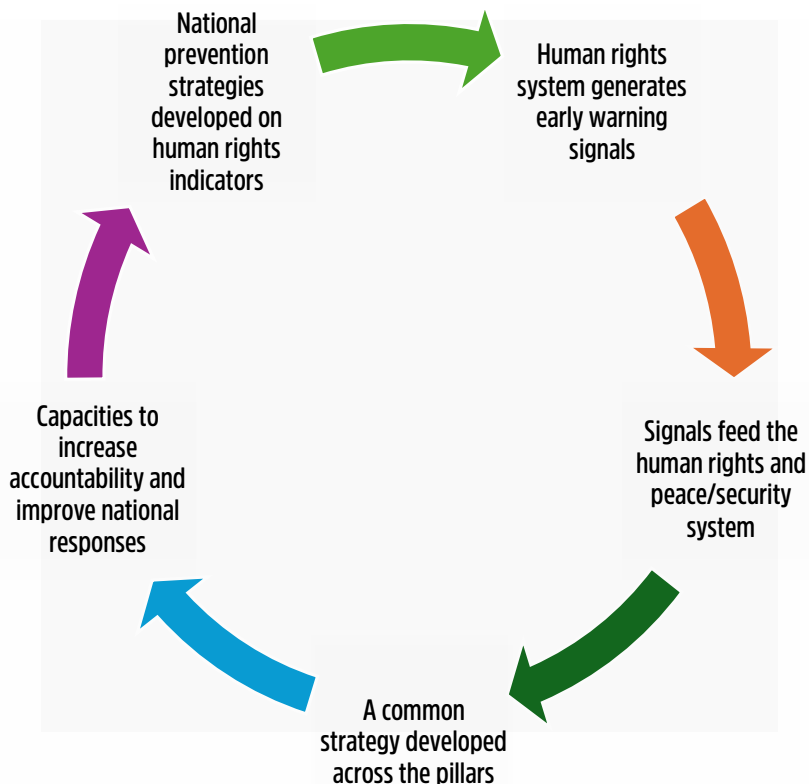 National
prevention
strategies
developed on
human rights
indicators
Human rights
system generates
early warning
signals
Signals feed the
human rights and
peace/security
system
A common
strategy developed
across the pillars
Capacities to
increase
accountability and
improve national
responses